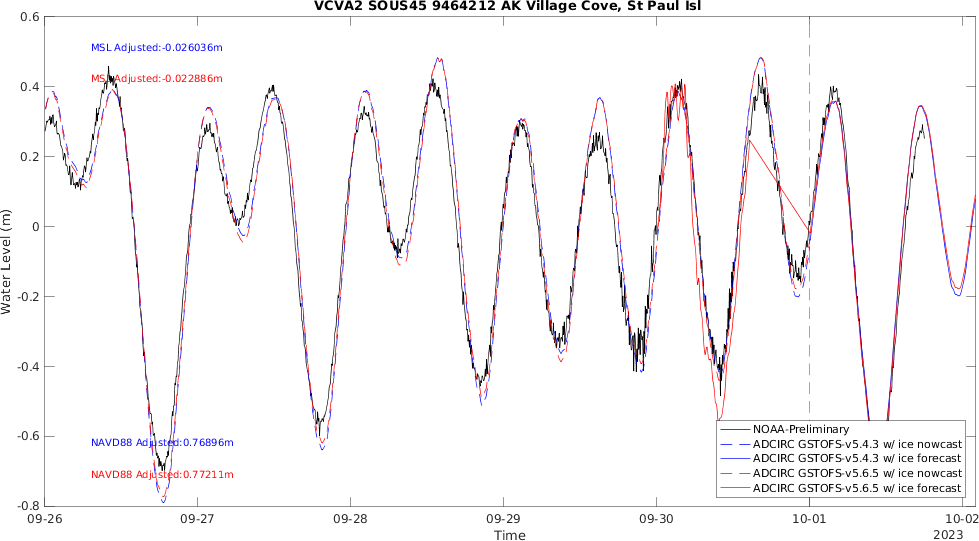 VCVA2 SOUS45 9464212 AK Village Cove, St Paul Isl
0.6
MSL Adjusted:-0.026036m
MSL Adjusted:-0.022886m
0.4
0.2
0
-0.2
-0.4
-0.6
-0.8
Water Level (m)
NAVD88 Adjusted:0.76896m
NAVD88 Adjusted:0.77211m
NOAA-Preliminary
ADCIRC GSTOFS-v5.4.3 w/ ice nowcast
ADCIRC GSTOFS-v5.4.3 w/ ice forecast
ADCIRC GSTOFS-v5.6.5 w/ ice nowcast
ADCIRC GSTOFS-v5.6.5 w/ ice forecast
09-26 09-27 09-28 09-29 09-30 10-01 10-02
2023
Time